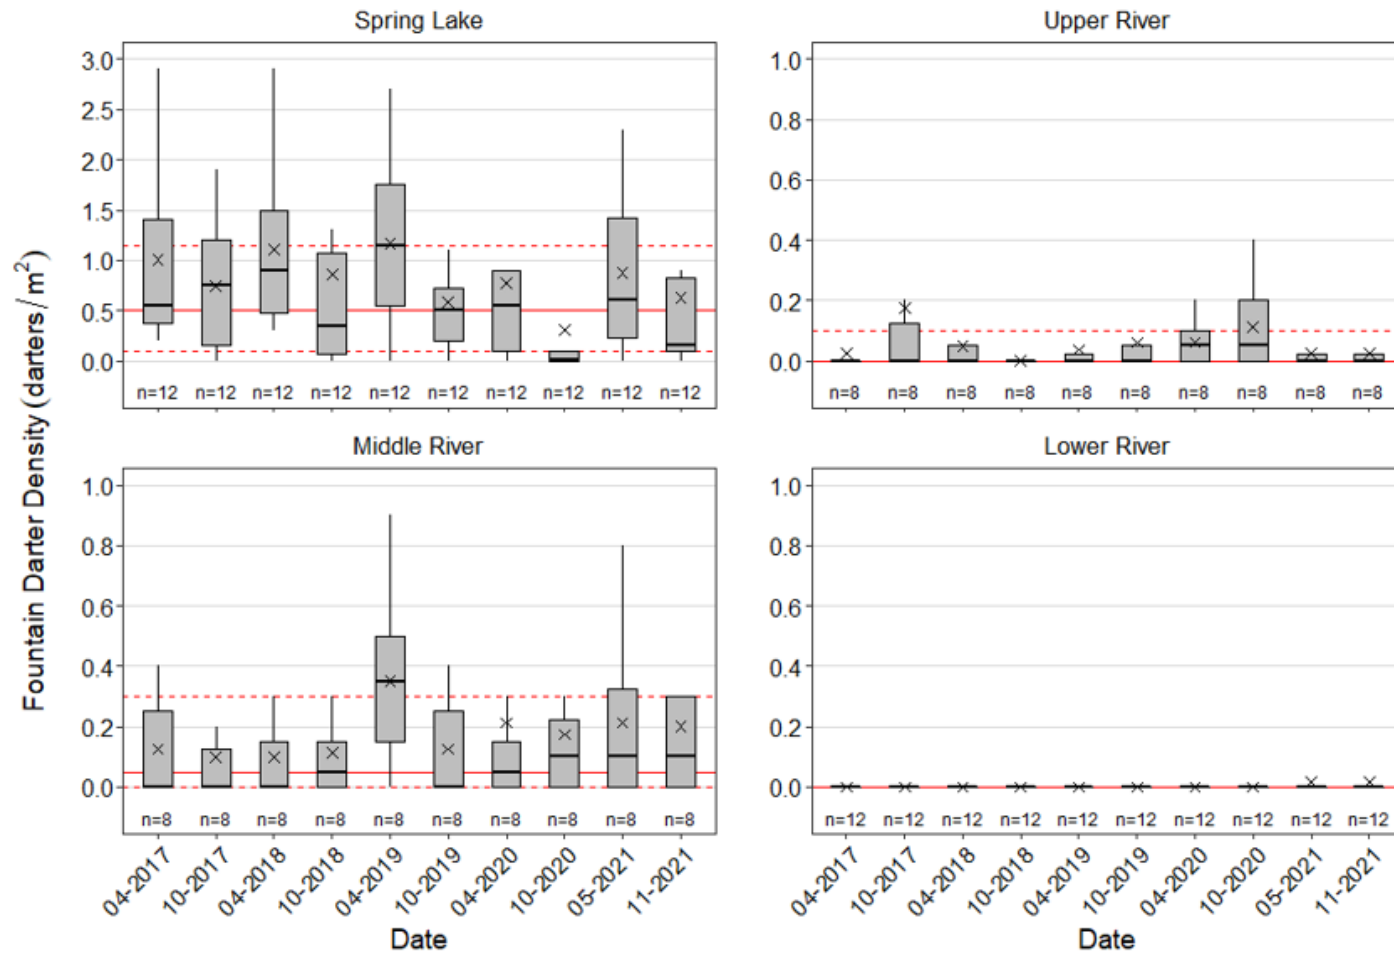 Spring Lake
Upper River
Fountain Darter Density (darters/m²)
3.0
2.5
2.0
1.5
1.0
0.5
0.0
n=12 n=12 n=12 n=12 n=12 n=12 n=12 n=12 n=12 n=12
1.0
0.8
0.6
0.4
0.2
0.0
n=8 n=8 n=8 n=8 n=8 n=8 n=8 n=8 n=8 n=8
Middle River
Lower River
1.0
0.8
0.6
0.4
0.2
0.0
n=8 n=8 n=8 n=8 n=8 n=8 n=8 n=8 n=8 n=8
04-2017 10-2017 04-2018 10-2018 04-2019 10-2019 04-2020 10-2020 05-2021 11-2021
Date
1.0
0.8
0.6
0.4
0.2
0.0
n=12 n=12 n=12 n=12 n=12 n=12 n=12 n=12 n=12 n=12
04-2017 10-2017 04-2018 10-2018 04-2019 10-2019 04-2020 10-2020 05-2021 11-2021
Date